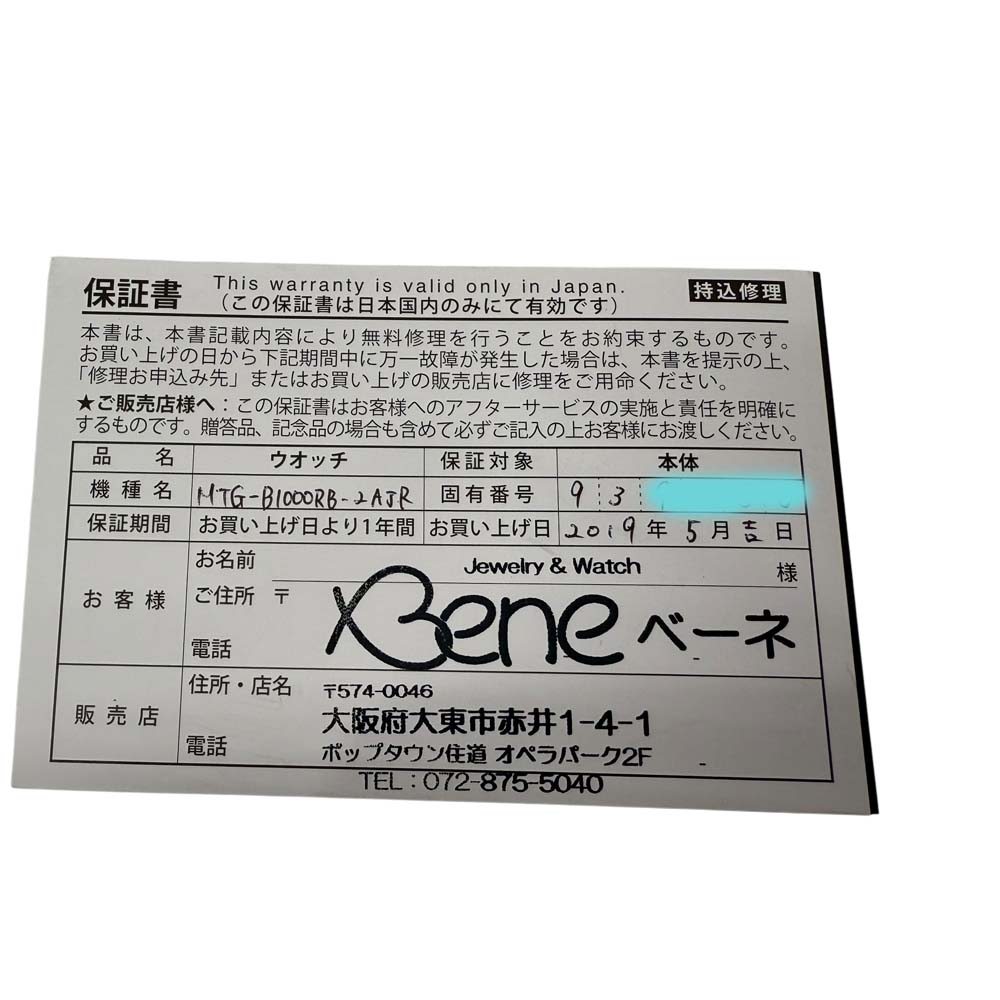 保証書 This warranty is valid only in Japan. 持込修理
（この保証書は日本国内のみにて有効です）
本書は、本書記載内容により無料修理を行うことをお約束するものです。
お買い上げの日から下記期間中に万一故障が発生した場合は、本書を提示の上、
「修理お申込み先」またはお買い上げの販売店に修理をご用命ください。
★ご販売店様へ：この保証書はお客様へのアフターサービスの実施と責任を明確に
するものです。贈答品、記念品の場合も含めて必ずご記入の上お客様にお渡しください。
品名 ウオッチ 保証対象 本体
機種名 MTG-B1000RB-2AJR 固有番号 9 3
保証期間 お買い上げ日より1年間 お買い上げ日 2019年5月吉日
お客様 お名前 Jewelry & Watch 様
ご住所 〒 Bene ベーネ
電話
販売店 住所・店名 〒574-0046
大阪府大東市赤井1-4-1
電話 ポップタウン住道 オペラパーク2F
TEL：072-875-5040